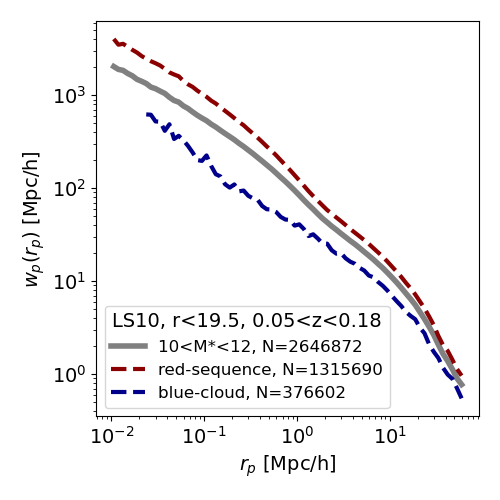 10³
10²
10¹
10⁰
w_p(r_p) [Mpc/h]
LS10, r<19.5, 0.05<z<0.18
10<M*<12, N=2646872
red-sequence, N=1315690
blue-cloud, N=376602
10⁻² 10⁻¹ 10⁰ 10¹
r_p [Mpc/h]